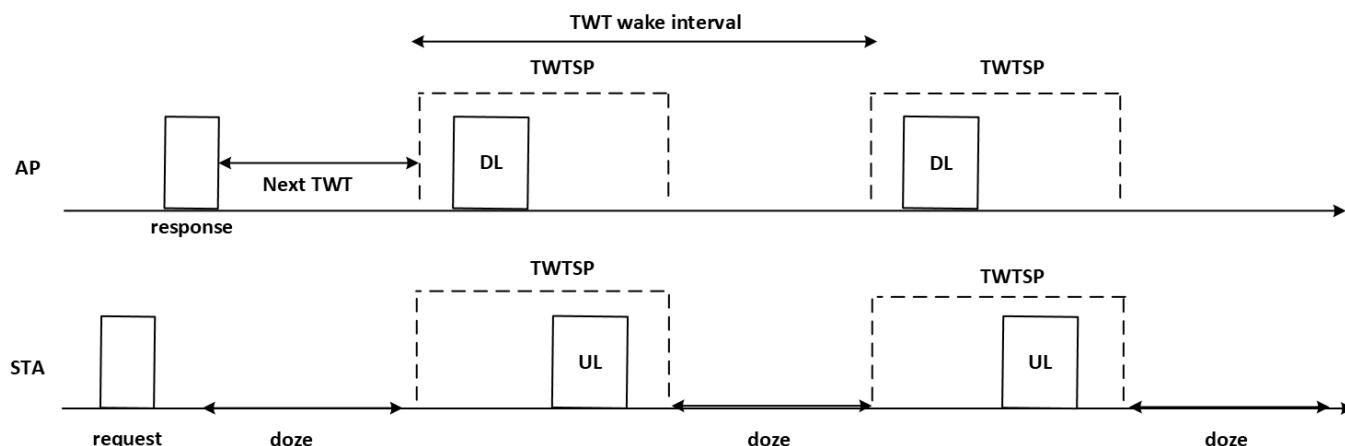 TWT wake interval
TWTSP
TWTSP
DL
DL
AP
Next TWT
response
TWTSP
TWTSP
UL
UL
STA
request
doze
doze
doze